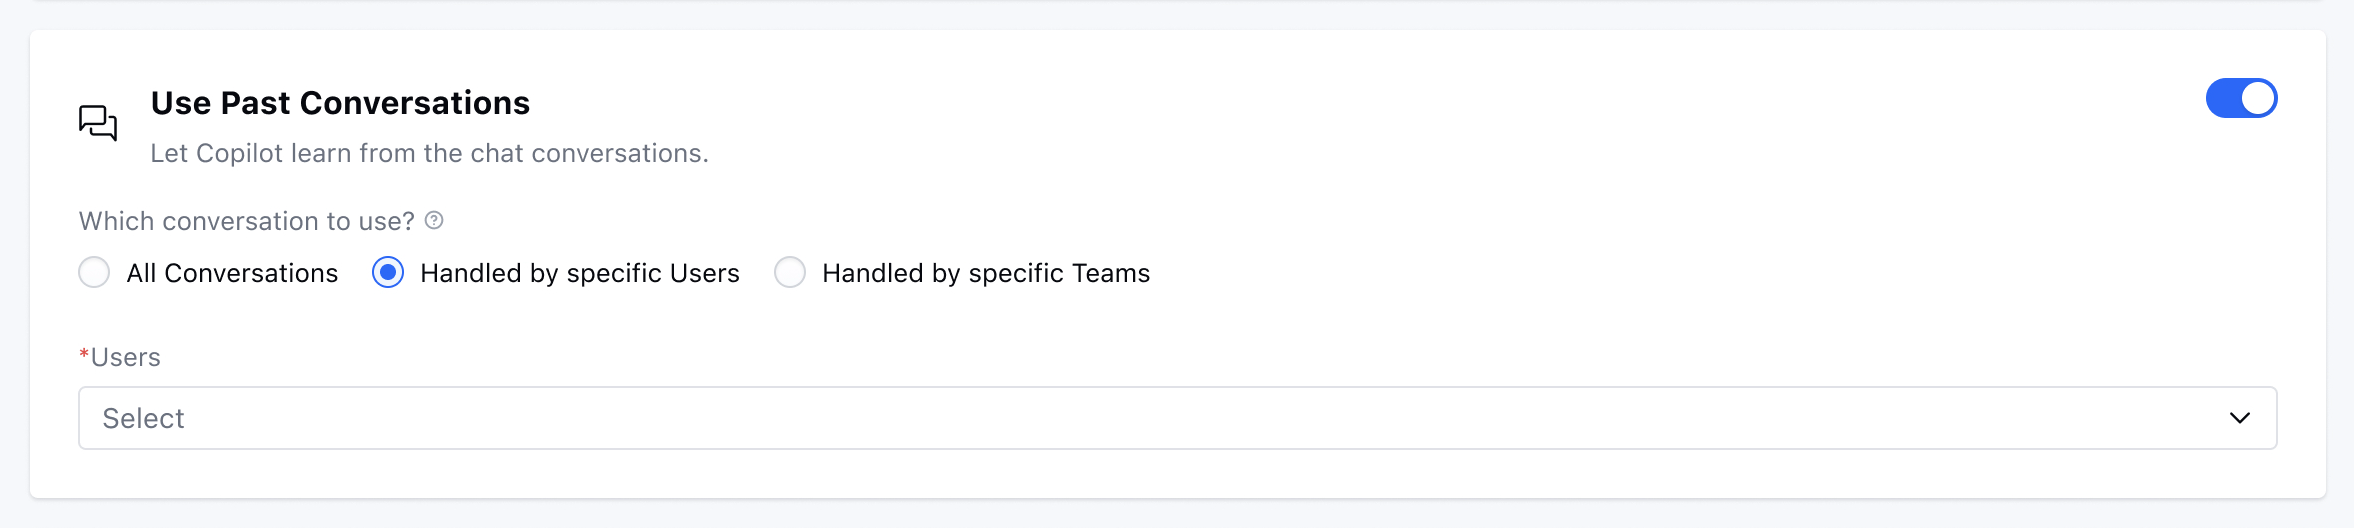 Use Past Conversations
Let Copilot learn from the chat conversations.
Which conversation to use?
All Conversations Handled by specific Users Handled by specific Teams
*Users
Select